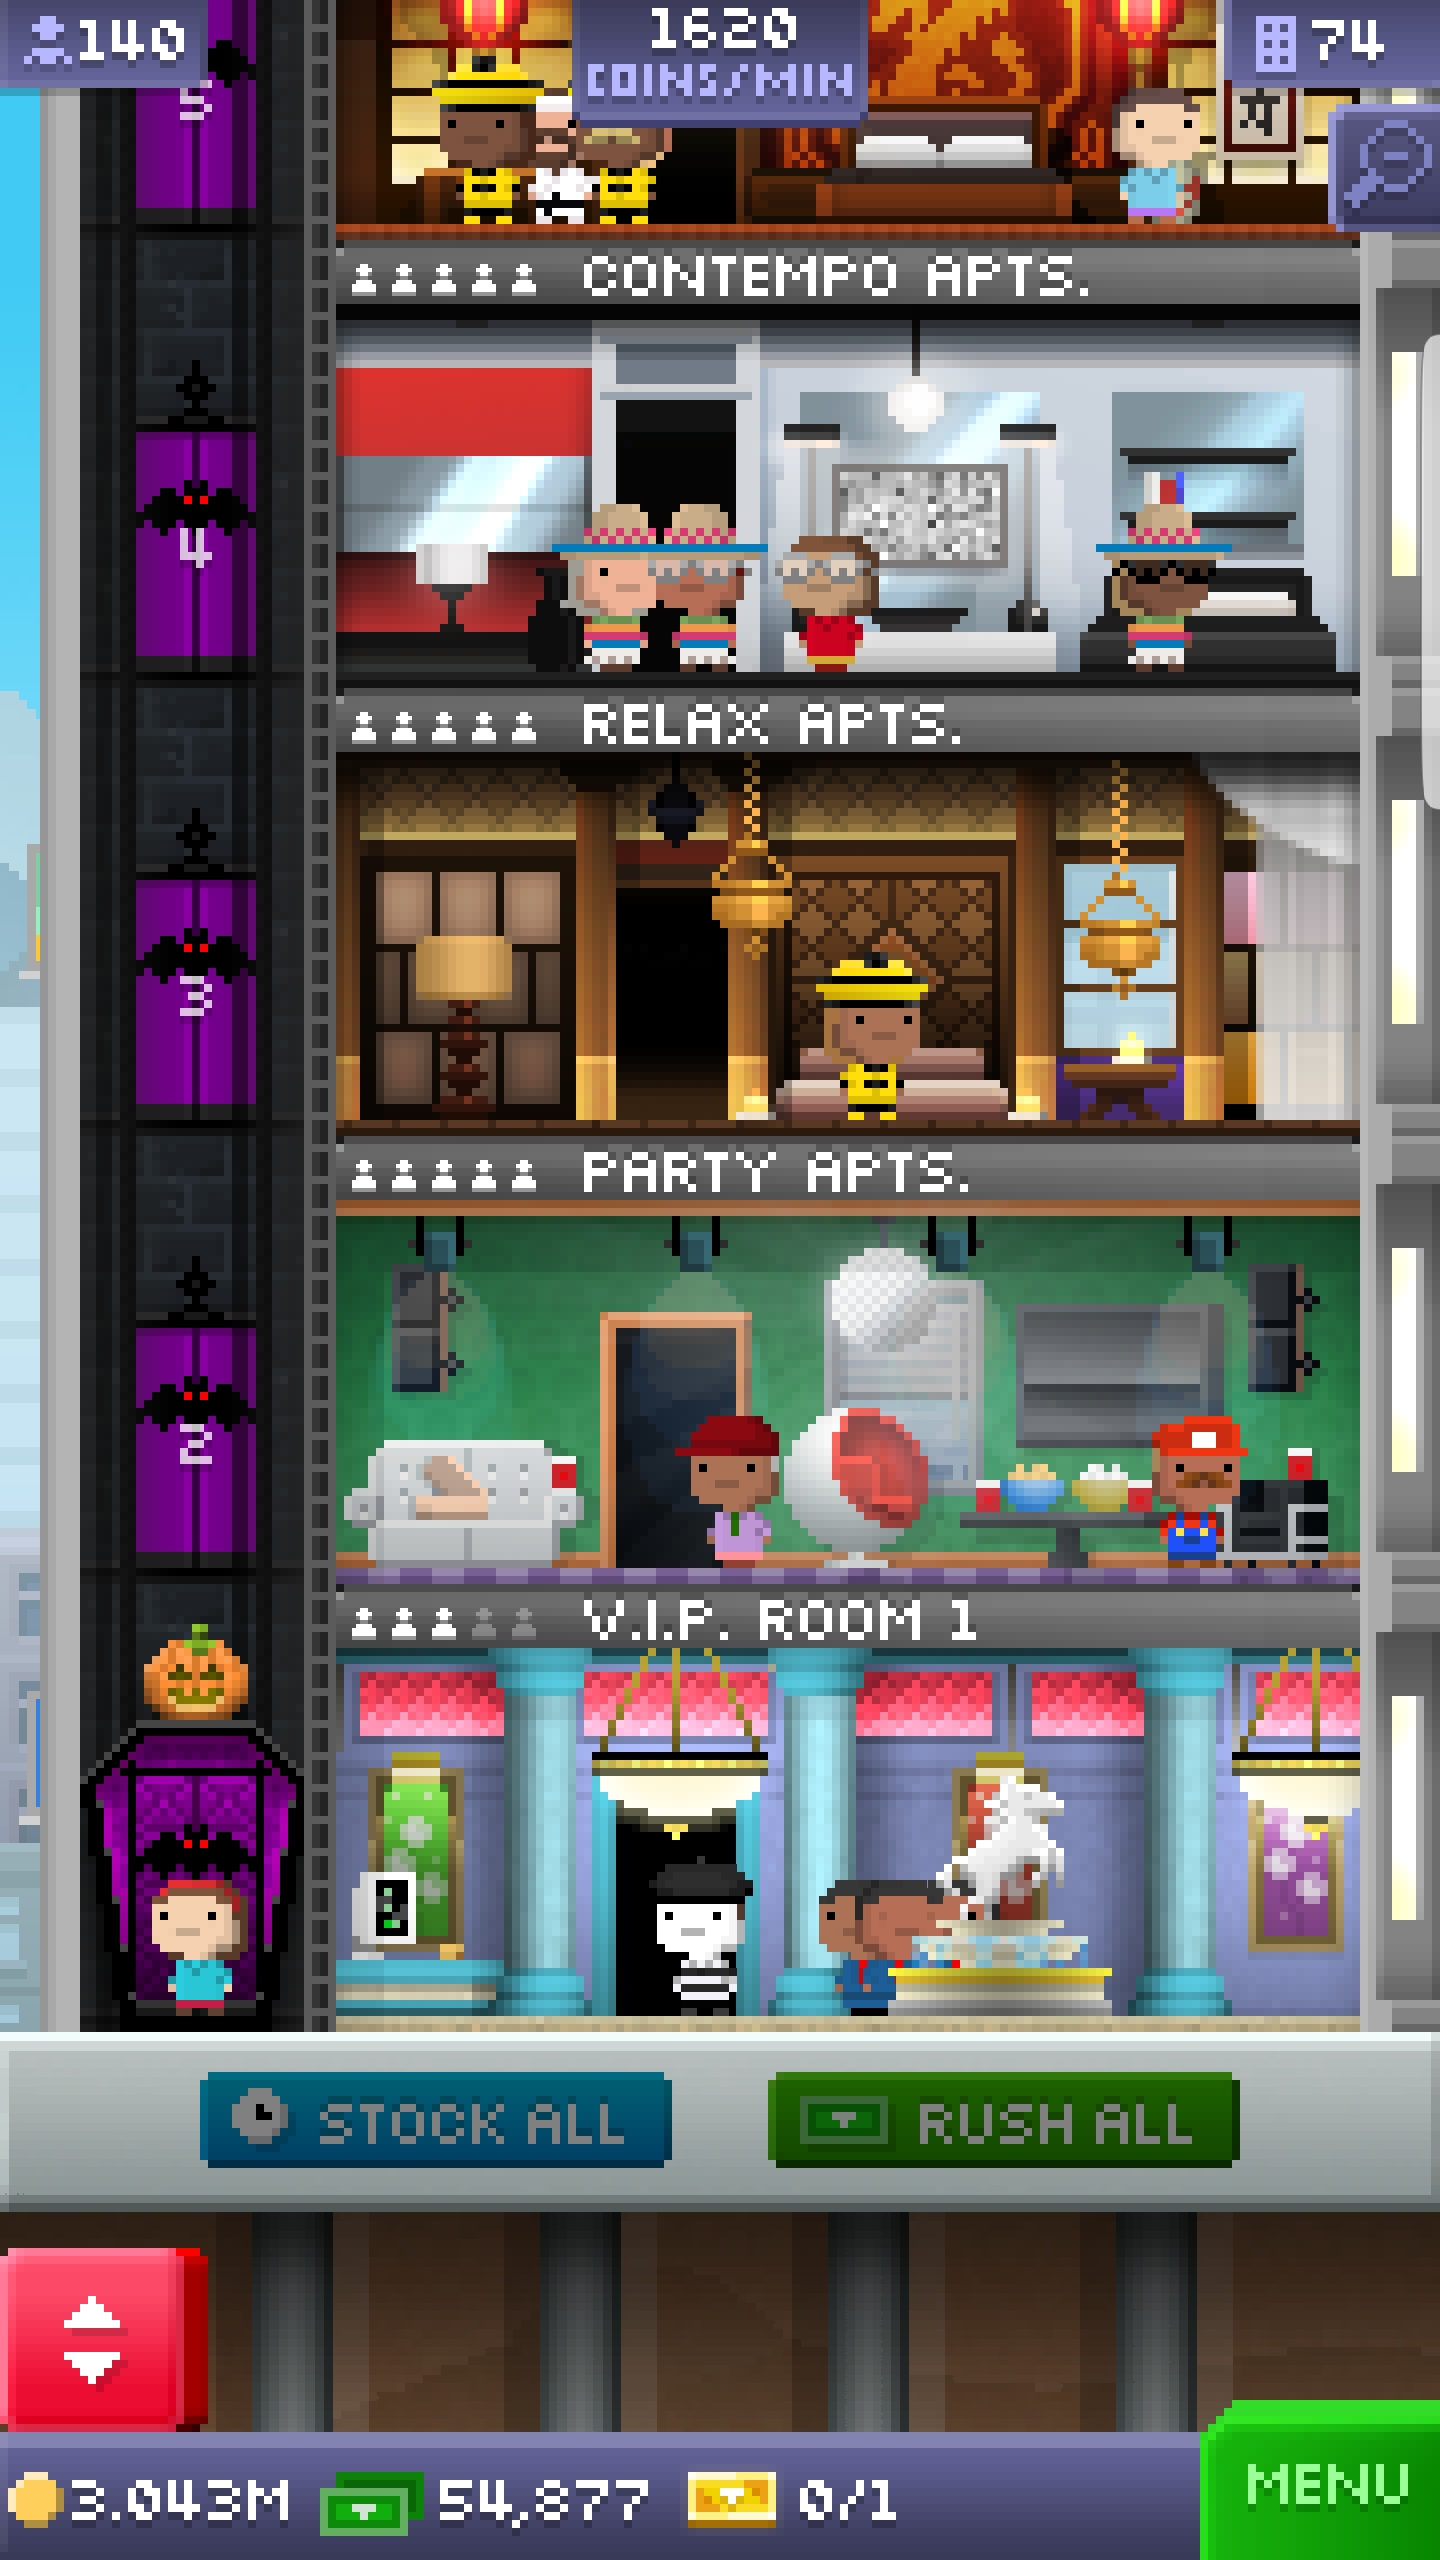 140
1620
COINS/MIN
74
5
CONTEMPO APTS.
4
RELAX APTS.
3
PARTY APTS.
2
V.I.P. ROOM 1
STOCK ALL
RUSH ALL
3.043M
54,877
0/1
MENU